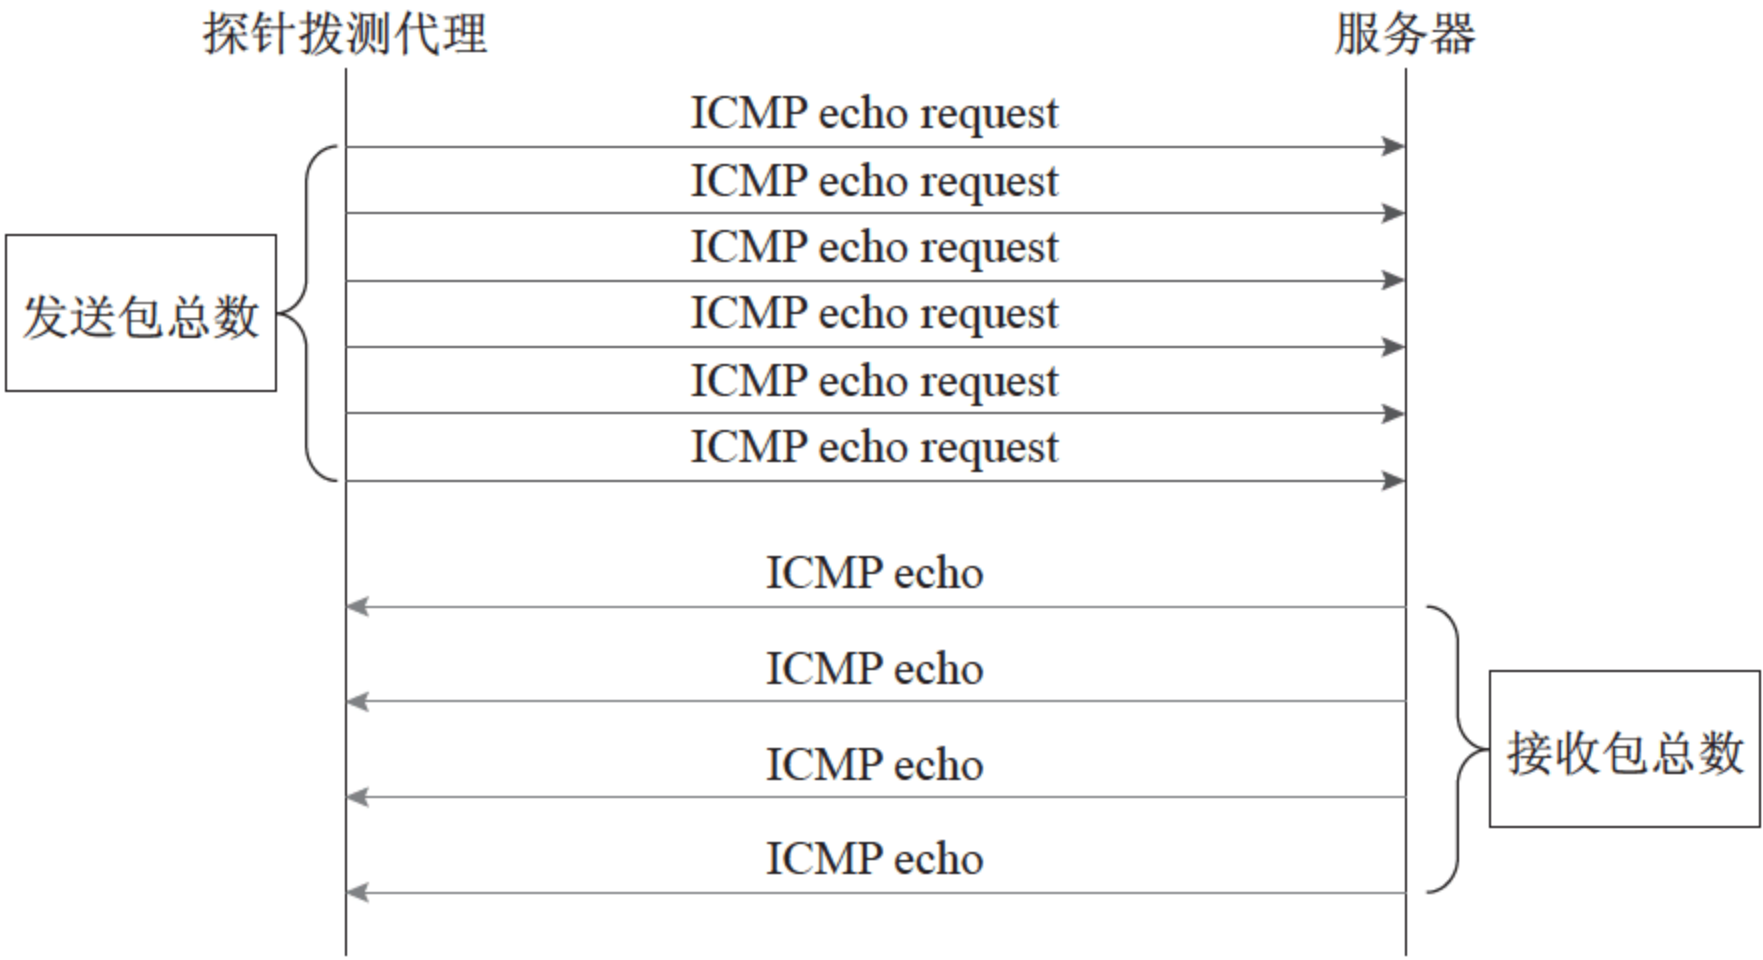 探针拨测代理
服务器
ICMP echo request
ICMP echo request
ICMP echo request
ICMP echo request
ICMP echo request
ICMP echo request
发送包总数
ICMP echo
ICMP echo
ICMP echo
ICMP echo
接收包总数